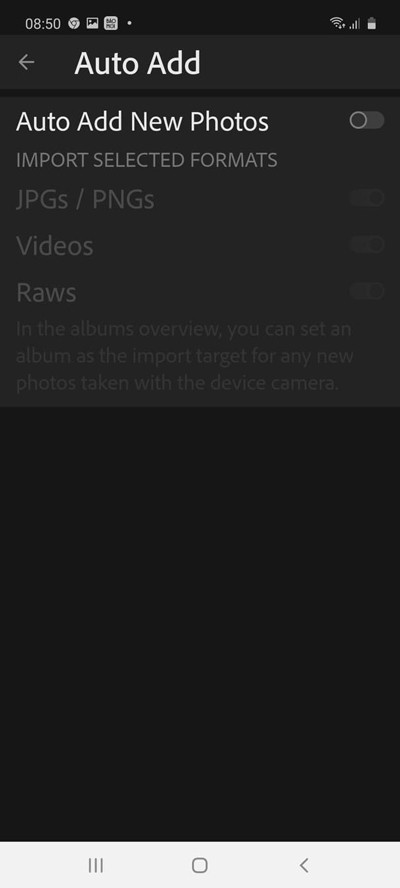 08:50
Auto Add
Auto Add New Photos
IMPORT SELECTED FORMATS
JPGs / PNGs
Videos
Raws
In the albums overview, you can set an
album as the import target for any new
photos taken with the device camera.